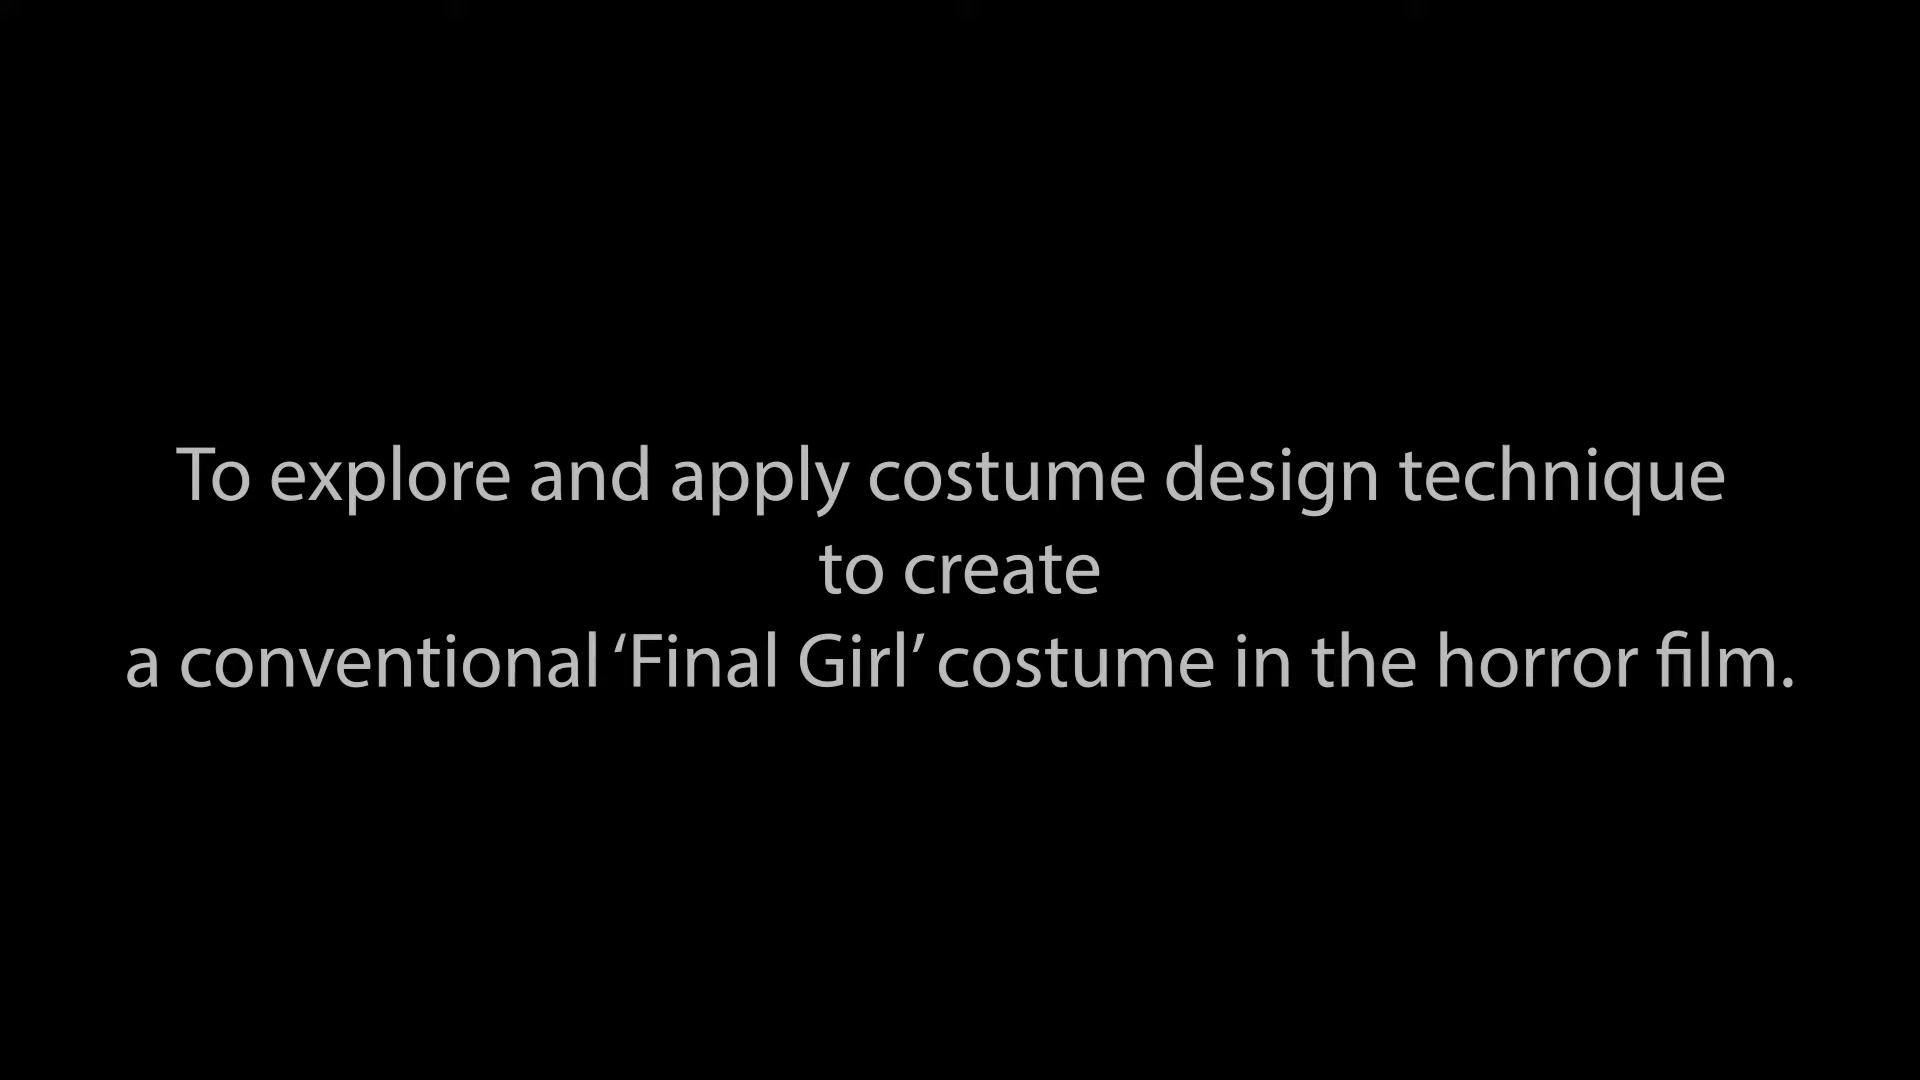 To explore and apply costume design technique
to create
a conventional ‘Final Girl’ costume in the horror film.